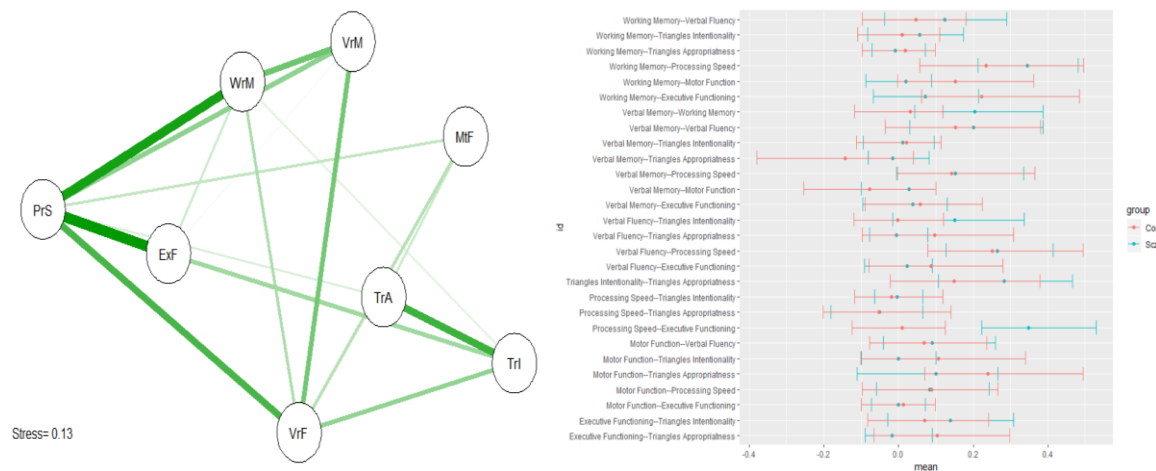 VrM
WrM
MtF
PrS
ExF
TrA
TrI
VrF
Stress= 0.13
Working Memory--Verbal Fluency
Working Memory--Triangles Intentionality
Working Memory--Triangles Appropriatness
Working Memory--Processing Speed
Working Memory--Motor Function
Working Memory--Executive Functioning
Verbal Memory--Working Memory
Verbal Memory--Verbal Fluency
Verbal Memory--Triangles Intentionality
Verbal Memory--Triangles Appropriatness
Verbal Memory--Processing Speed
Verbal Memory--Motor Function
Verbal Memory--Executive Functioning
Verbal Fluency--Triangles Intentionality
Verbal Fluency--Triangles Appropriatness
Verbal Fluency--Processing Speed
Verbal Fluency--Executive Functioning
Triangles Intentionality--Triangles Appropriatness
Processing Speed--Triangles Intentionality
Processing Speed--Triangles Appropriatness
Processing Speed--Executive Functioning
Motor Function--Verbal Fluency
Motor Function--Triangles Intentionality
Motor Function--Triangles Appropriatness
Motor Function--Processing Speed
Motor Function--Executive Functioning
Executive Functioning--Triangles Intentionality
Executive Functioning--Triangles Appropriatness
-0.4 -0.2 0.0 0.2 0.4
mean
group
Co
Sc